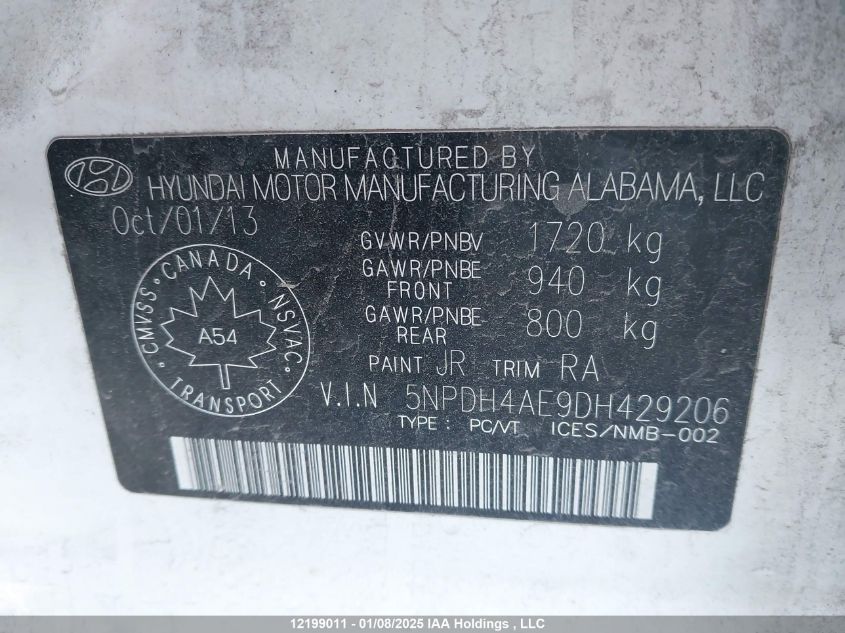 MANUFACTURED BY
HYUNDAI MOTOR MANUFACTURING ALABAMA, LLC
Oct/01/13
GVWR/PNBV 1720 kg
GAWR/PNBE FRONT 940 kg
GAWR/PNBE REAR 800 kg
PAINT JR TRIM RA
V.I.N 5NPDH4AE9DH429206
TYPE: PC/VT ICES/NMB-002
CMVSS · CANADA · NSVAC · TRANSPORT ·
A54
12199011 - 01/08/2025 IAA Holdings , LLC